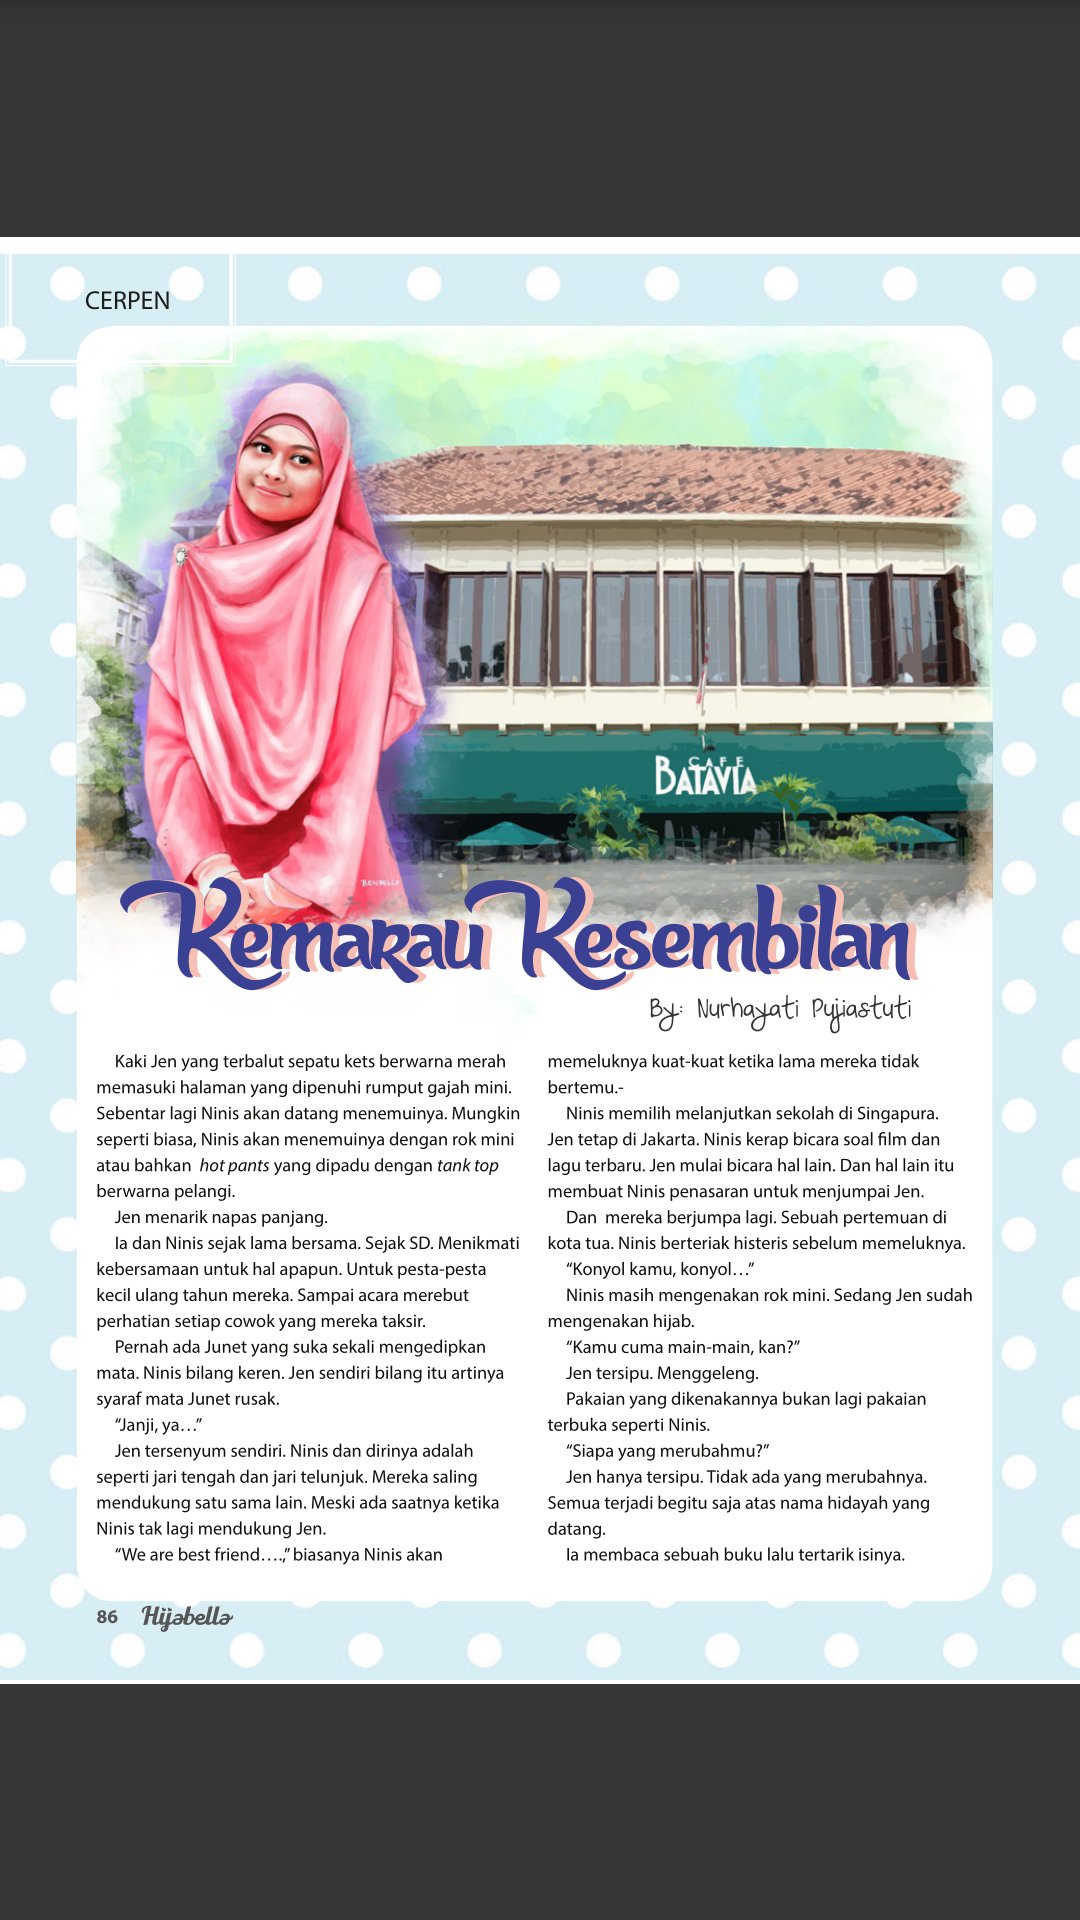 CERPEN
CAFE
BATAVIA
BENBELLA
Kemarau Kesembilan
By: Nurhayati Pujiastuti
Kaki Jen yang terbalut sepatu kets berwarna merah
memasuki halaman yang dipenuhi rumput gajah mini.
Sebentar lagi Ninis akan datang menemuinya. Mungkin
seperti biasa, Ninis akan menemuinya dengan rok mini
atau bahkan hot pants yang dipadu dengan tank top
berwarna pelangi.
Jen menarik napas panjang.
Ia dan Ninis sejak lama bersama. Sejak SD. Menikmati
kebersamaan untuk hal apapun. Untuk pesta-pesta
kecil ulang tahun mereka. Sampai acara merebut
perhatian setiap cowok yang mereka taksir.
Pernah ada Junet yang suka sekali mengedipkan
mata. Ninis bilang keren. Jen sendiri bilang itu artinya
syaraf mata Junet rusak.
“Janji, ya…”
Jen tersenyum sendiri. Ninis dan dirinya adalah
seperti jari tengah dan jari telunjuk. Mereka saling
mendukung satu sama lain. Meski ada saatnya ketika
Ninis tak lagi mendukung Jen.
“We are best friend….,” biasanya Ninis akan
memeluknya kuat-kuat ketika lama mereka tidak
bertemu.-
Ninis memilih melanjutkan sekolah di Singapura.
Jen tetap di Jakarta. Ninis kerap bicara soal film dan
lagu terbaru. Jen mulai bicara hal lain. Dan hal lain itu
membuat Ninis penasaran untuk menjumpai Jen.
Dan mereka berjumpa lagi. Sebuah pertemuan di
kota tua. Ninis berteriak histeris sebelum memeluknya.
“Konyol kamu, konyol…”
Ninis masih mengenakan rok mini. Sedang Jen sudah
mengenakan hijab.
“Kamu cuma main-main, kan?”
Jen tersipu. Menggeleng.
Pakaian yang dikenakannya bukan lagi pakaian
terbuka seperti Ninis.
“Siapa yang merubahmu?”
Jen hanya tersipu. Tidak ada yang merubahnya.
Semua terjadi begitu saja atas nama hidayah yang
datang.
Ia membaca sebuah buku lalu tertarik isinya.
86 Hijabella